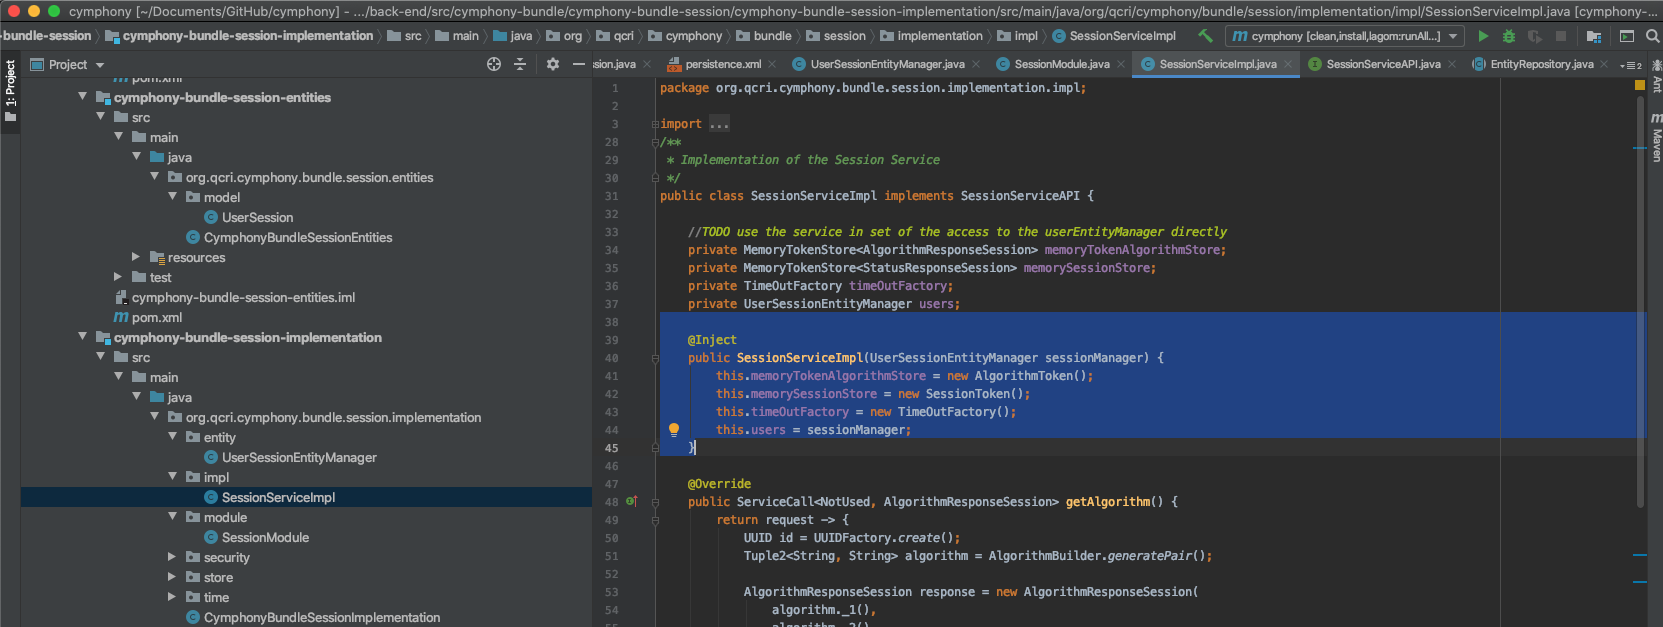 cymphony [~/Documents/GitHub/cymphony] - .../back-end/src/cymphony-bundle/cymphony-bundle-session/cymphony-bundle-session-implementation/src/main/java/org/qcri/cymphony/bundle/session/implementation/impl/SessionServiceImpl.java [cymphony-...
-bundle-session cymphony-bundle-session-implementation src main java org qcri cymphony bundle session implementation impl SessionServiceImpl cymphony [clean,install,lagom:runAll...]
1: Project
Project
pom.xml
cymphony-bundle-session-entities
src
main
java
org.qcri.cymphony.bundle.session.entities
model
UserSession
CymphonyBundleSessionEntities
resources
test
cymphony-bundle-session-entities.iml
pom.xml
cymphony-bundle-session-implementation
src
main
java
org.qcri.cymphony.bundle.session.implementation
entity
UserSessionEntityManager
impl
SessionServiceImpl
module
SessionModule
security
store
time
CymphonyBundleSessionImplementation
sion.java persistence.xml UserSessionEntityManager.java SessionModule.java SessionServiceImpl.java SessionServiceAPI.java EntityRepository.java 2
1 package org.qcri.cymphony.bundle.session.implementation.impl;
2
3 import ...
28 /**
29 * Implementation of the Session Service
30 */
31 public class SessionServiceImpl implements SessionServiceAPI {
32
33 //TODO use the service in set of the access to the userEntityManager directly
34 private MemoryTokenStore<AlgorithmResponseSession> memoryTokenAlgorithmStore;
35 private MemoryTokenStore<StatusResponseSession> memorySessionStore;
36 private TimeOutFactory timeOutFactory;
37 private UserSessionEntityManager users;
38
39 @Inject
40 public SessionServiceImpl(UserSessionEntityManager sessionManager) {
41 this.memoryTokenAlgorithmStore = new AlgorithmToken();
42 this.memorySessionStore = new SessionToken();
43 this.timeOutFactory = new TimeOutFactory();
44 this.users = sessionManager;
45 }
46
47 @Override
48 public ServiceCall<NotUsed, AlgorithmResponseSession> getAlgorithm() {
49 return request -> {
50 UUID id = UUIDFactory.create();
51 Tuple2<String, String> algorithm = AlgorithmBuilder.generatePair();
52
53 AlgorithmResponseSession response = new AlgorithmResponseSession(
54 algorithm._1(),
Ant
Maven